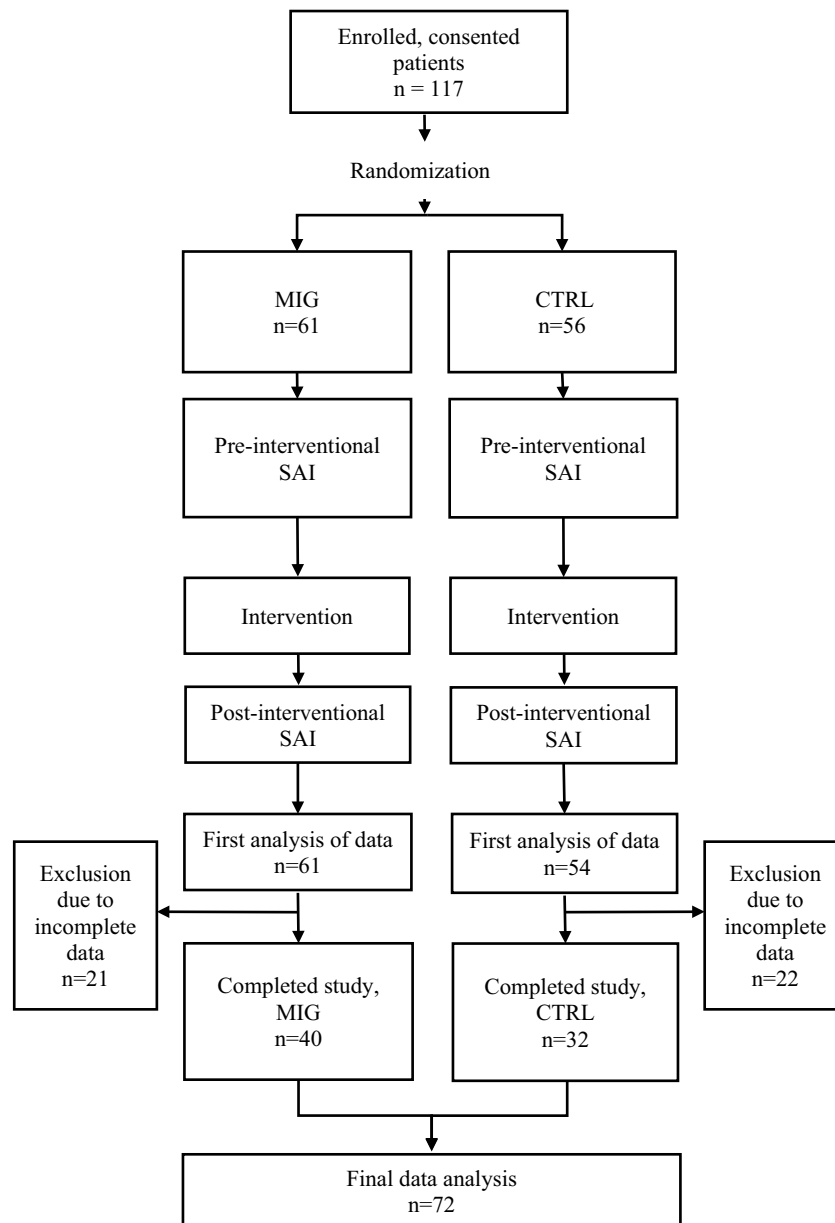 Enrolled, consented
patients
n = 117
Randomization
MIG
n=61
CTRL
n=56
Pre-interventional
SAI
Pre-interventional
SAI
Intervention
Intervention
Post-interventional
SAI
Post-interventional
SAI
First analysis of data
n=61
First analysis of data
n=54
Exclusion
due to
incomplete
data
n=21
Exclusion
due to
incomplete
data
n=22
Completed study,
MIG
n=40
Completed study,
CTRL
n=32
Final data analysis
n=72